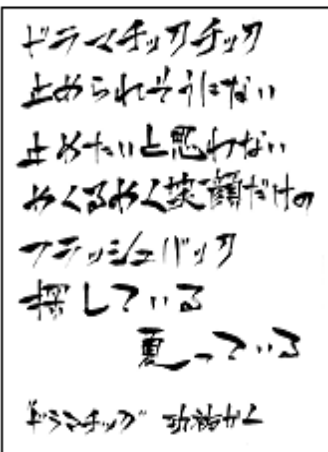 ドラマチックチック
止められそうにない
止めたいと思わない
めくるめく笑顔だけの
フラッシュバック
探している
戛っている
ドラマチック